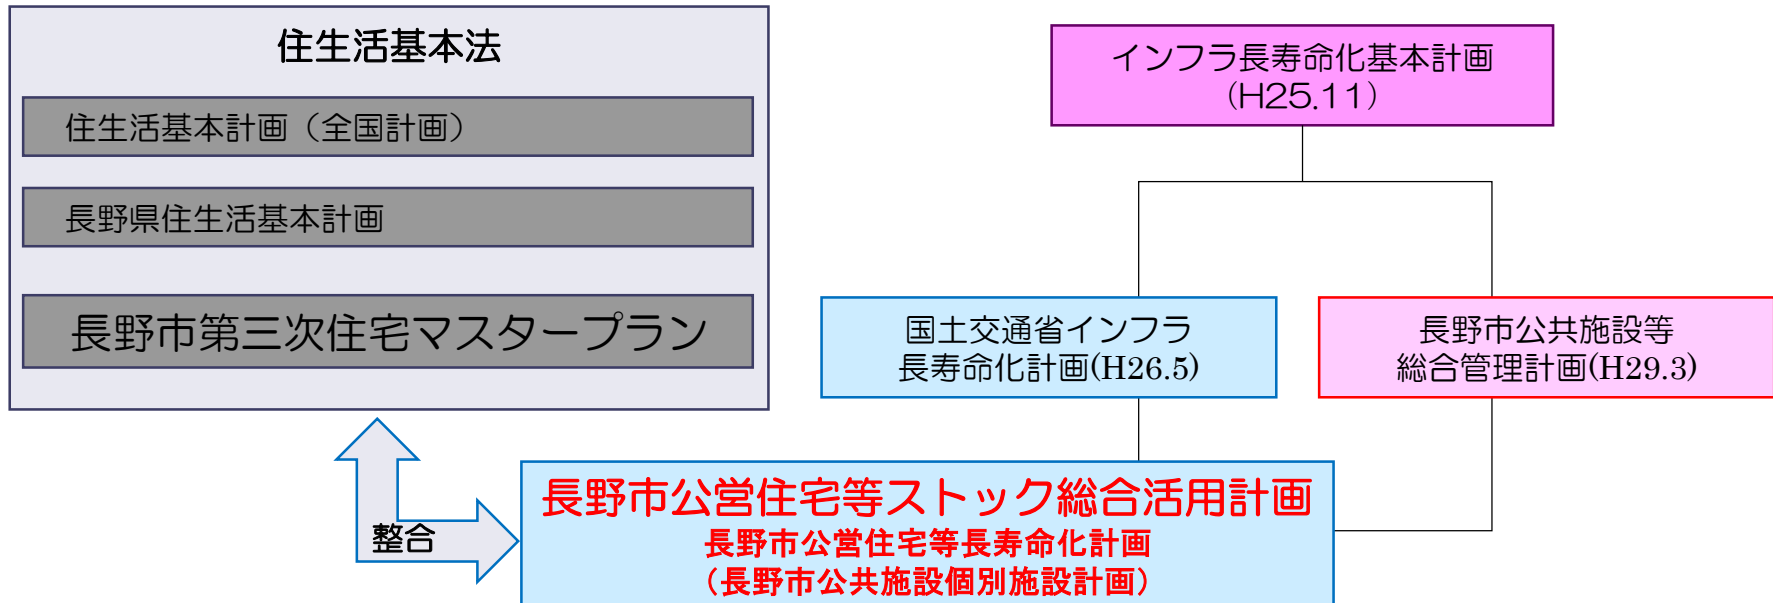 住生活基本法
住生活基本計画（全国計画）
長野県住生活基本計画
長野市第三次住宅マスタープラン
インフラ長寿命化基本計画
（H25.11）
国土交通省インフラ
長寿命化計画(H26.5)
長野市公共施設等
総合管理計画(H29.3)
整合
長野市公営住宅等ストック総合活用計画
長野市公営住宅等長寿命化計画
（長野市公共施設個別施設計画）